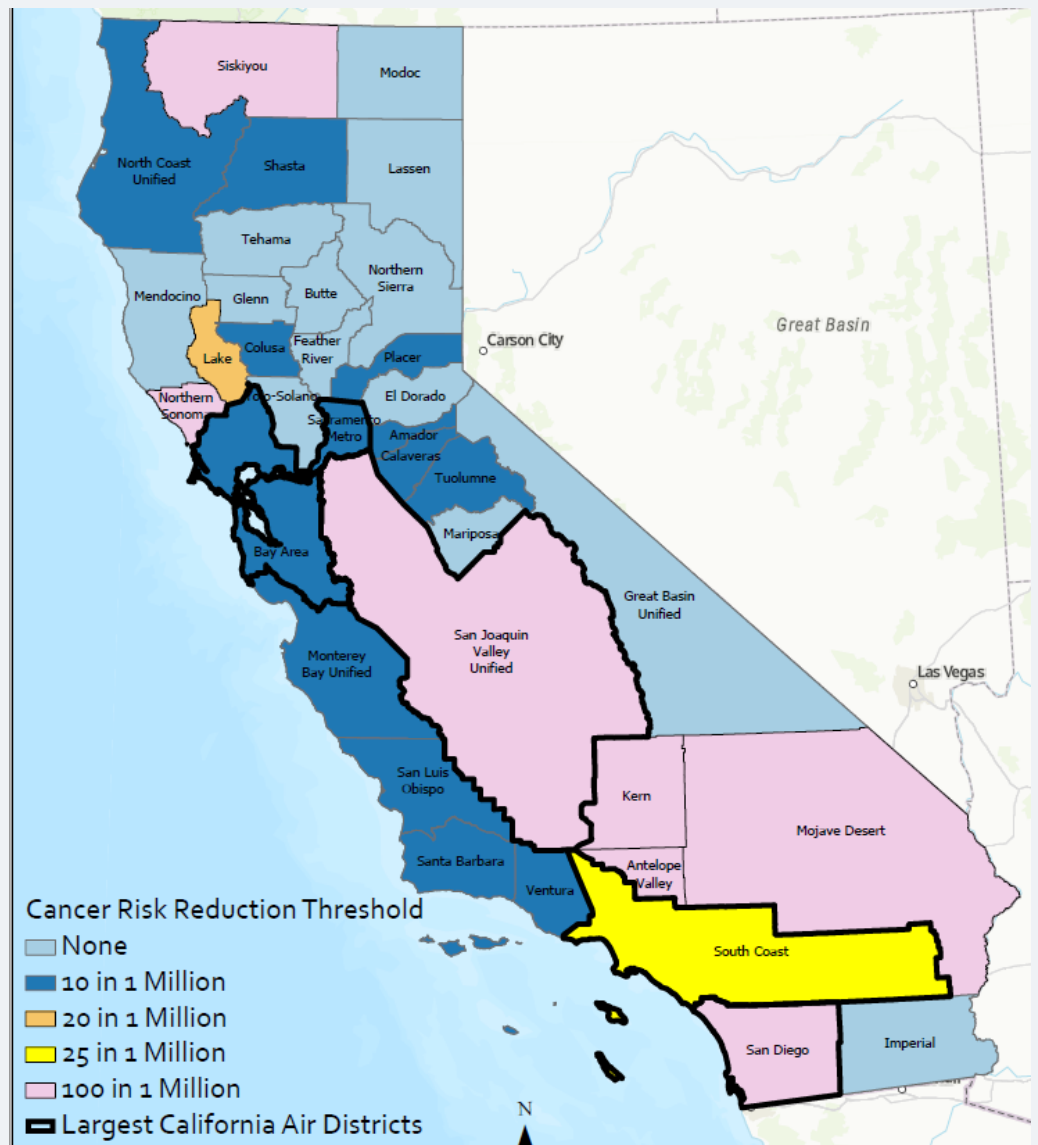 Siskiyou
Modoc
North Coast
Unified
Shasta
Lassen
Tehama
Northern
Sierra
Mendocino
Glenn
Butte
Carson City
Great Basin
Lake
Colusa
Feather
River
Placer
Northern
Sonoma
Yolo-Solano
El Dorado
Sacramento
Metro
Amador
Calaveras
Tuolumne
Mariposa
Bay Area
Great Basin
Unified
San Joaquin
Valley
Unified
Monterey
Bay Unified
Las Vegas
San Luis
Obispo
Kern
Mojave Desert
Santa Barbara
Ventura
Antelope
Valley
South Coast
San Diego
Imperial
Cancer Risk Reduction Threshold
None
10 in 1 Million
20 in 1 Million
25 in 1 Million
100 in 1 Million
Largest California Air Districts
N